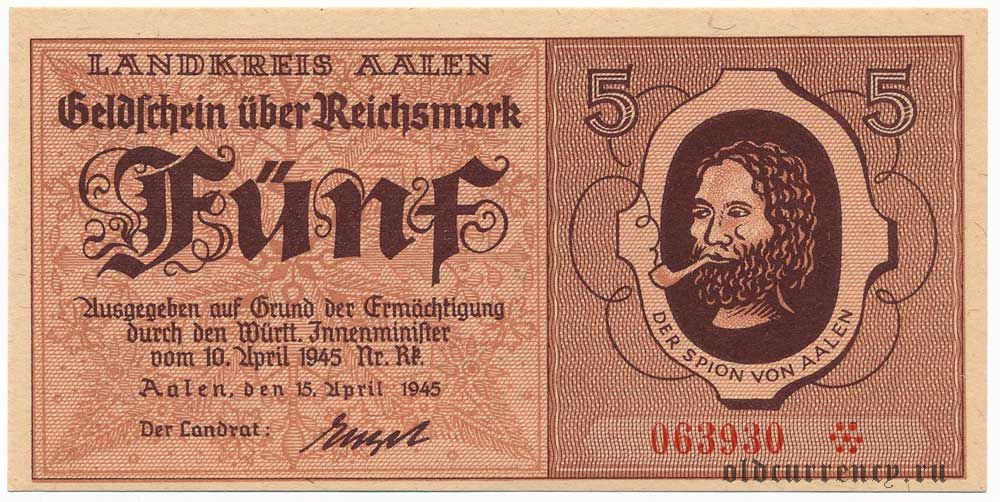 LANDKREIS AALEN
Geldschein über Reichsmark
Fünf
Ausgegeben auf Grund der Ermächtigung
durch den Württ. Innenminister
vom 10. April 1945 Nr. Rk.
Aalen, den 15. April 1945
Der Landrat:
5 5
DER SPION VON AALEN
063930
oldcurrency.ru